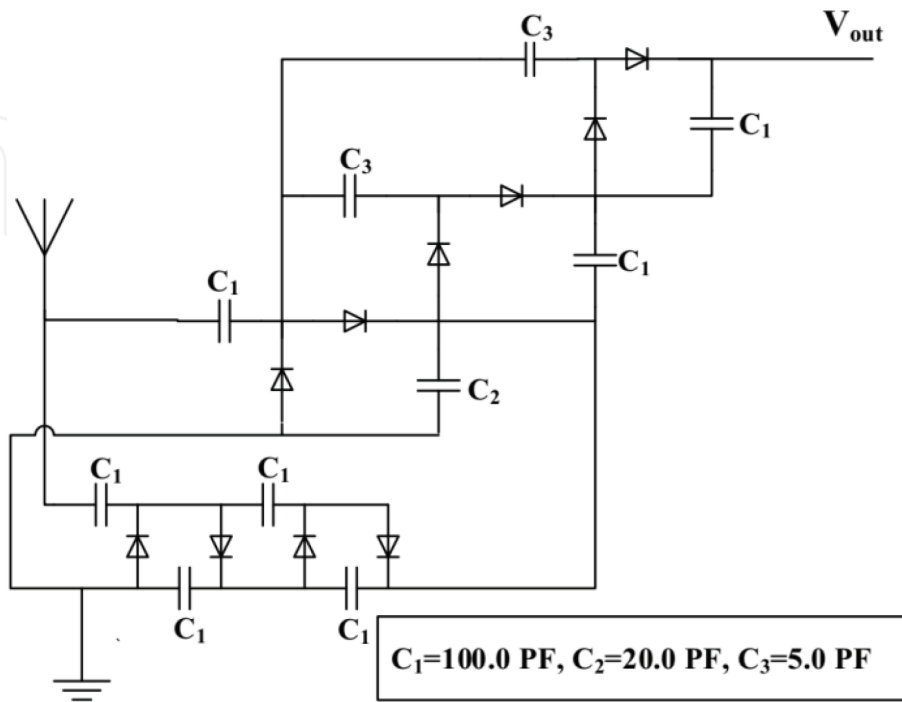 C₃
V_out
C₁
C₃
C₁
C₁
C₂
C₁
C₁
C₁
C₁
C₁=100.0 PF, C₂=20.0 PF, C₃=5.0 PF